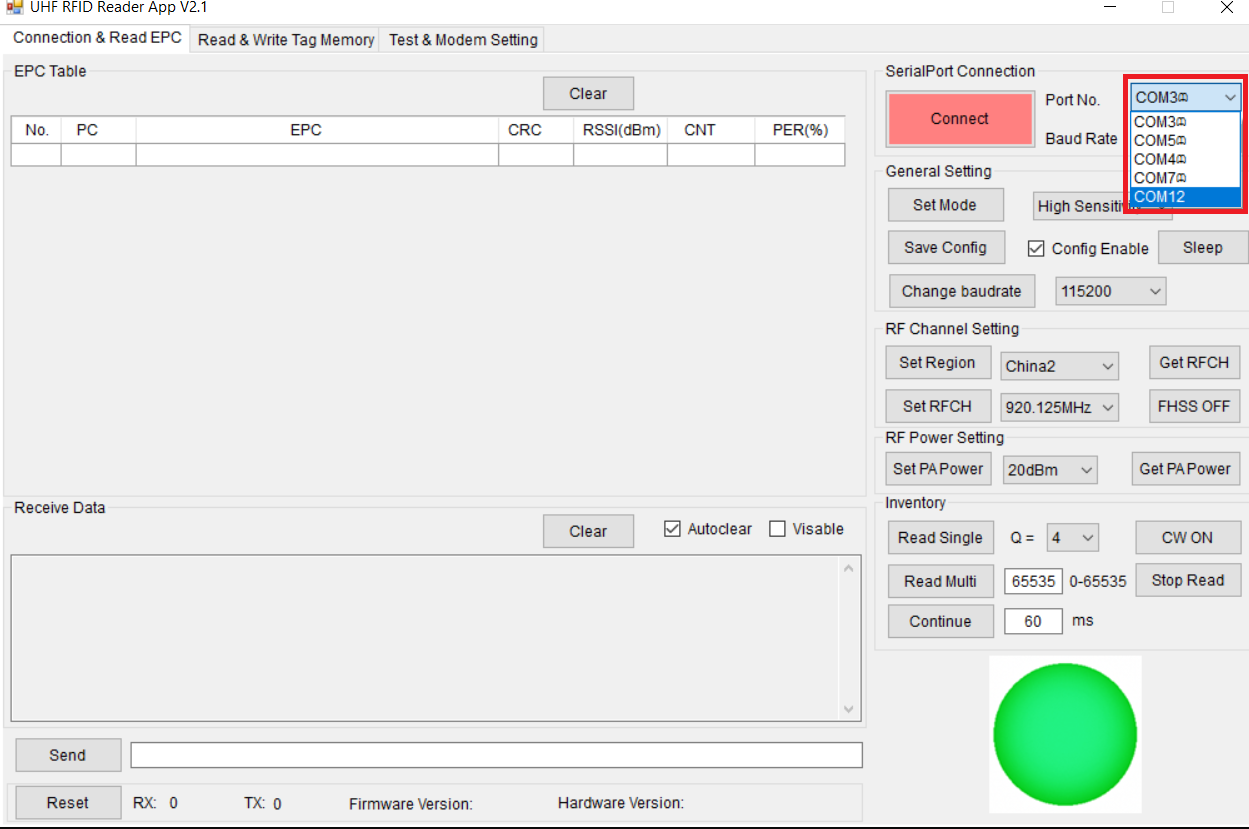 UHF RFID Reader App V2.1
Connection & Read EPC
Read & Write Tag Memory
Test & Modem Setting
EPC Table
Clear
No.
PC
EPC
CRC
RSSI(dBm)
CNT
PER(%)
SerialPort Connection
Connect
Port No.
COM3
COM3
COM5
COM4
COM7
COM12
Baud Rate
General Setting
Set Mode
High Sensitiv
Save Config
Config Enable
Sleep
Change baudrate
115200
RF Channel Setting
Set Region
China2
Get RFCH
Set RFCH
920.125MHz
FHSS OFF
RF Power Setting
Set PA Power
20dBm
Get PA Power
Receive Data
Clear
Autoclear
Visable
Inventory
Read Single
Q =
4
CW ON
Read Multi
65535
0-65535
Stop Read
Continue
60
ms
Send
Reset
RX: 0
TX: 0
Firmware Version:
Hardware Version: